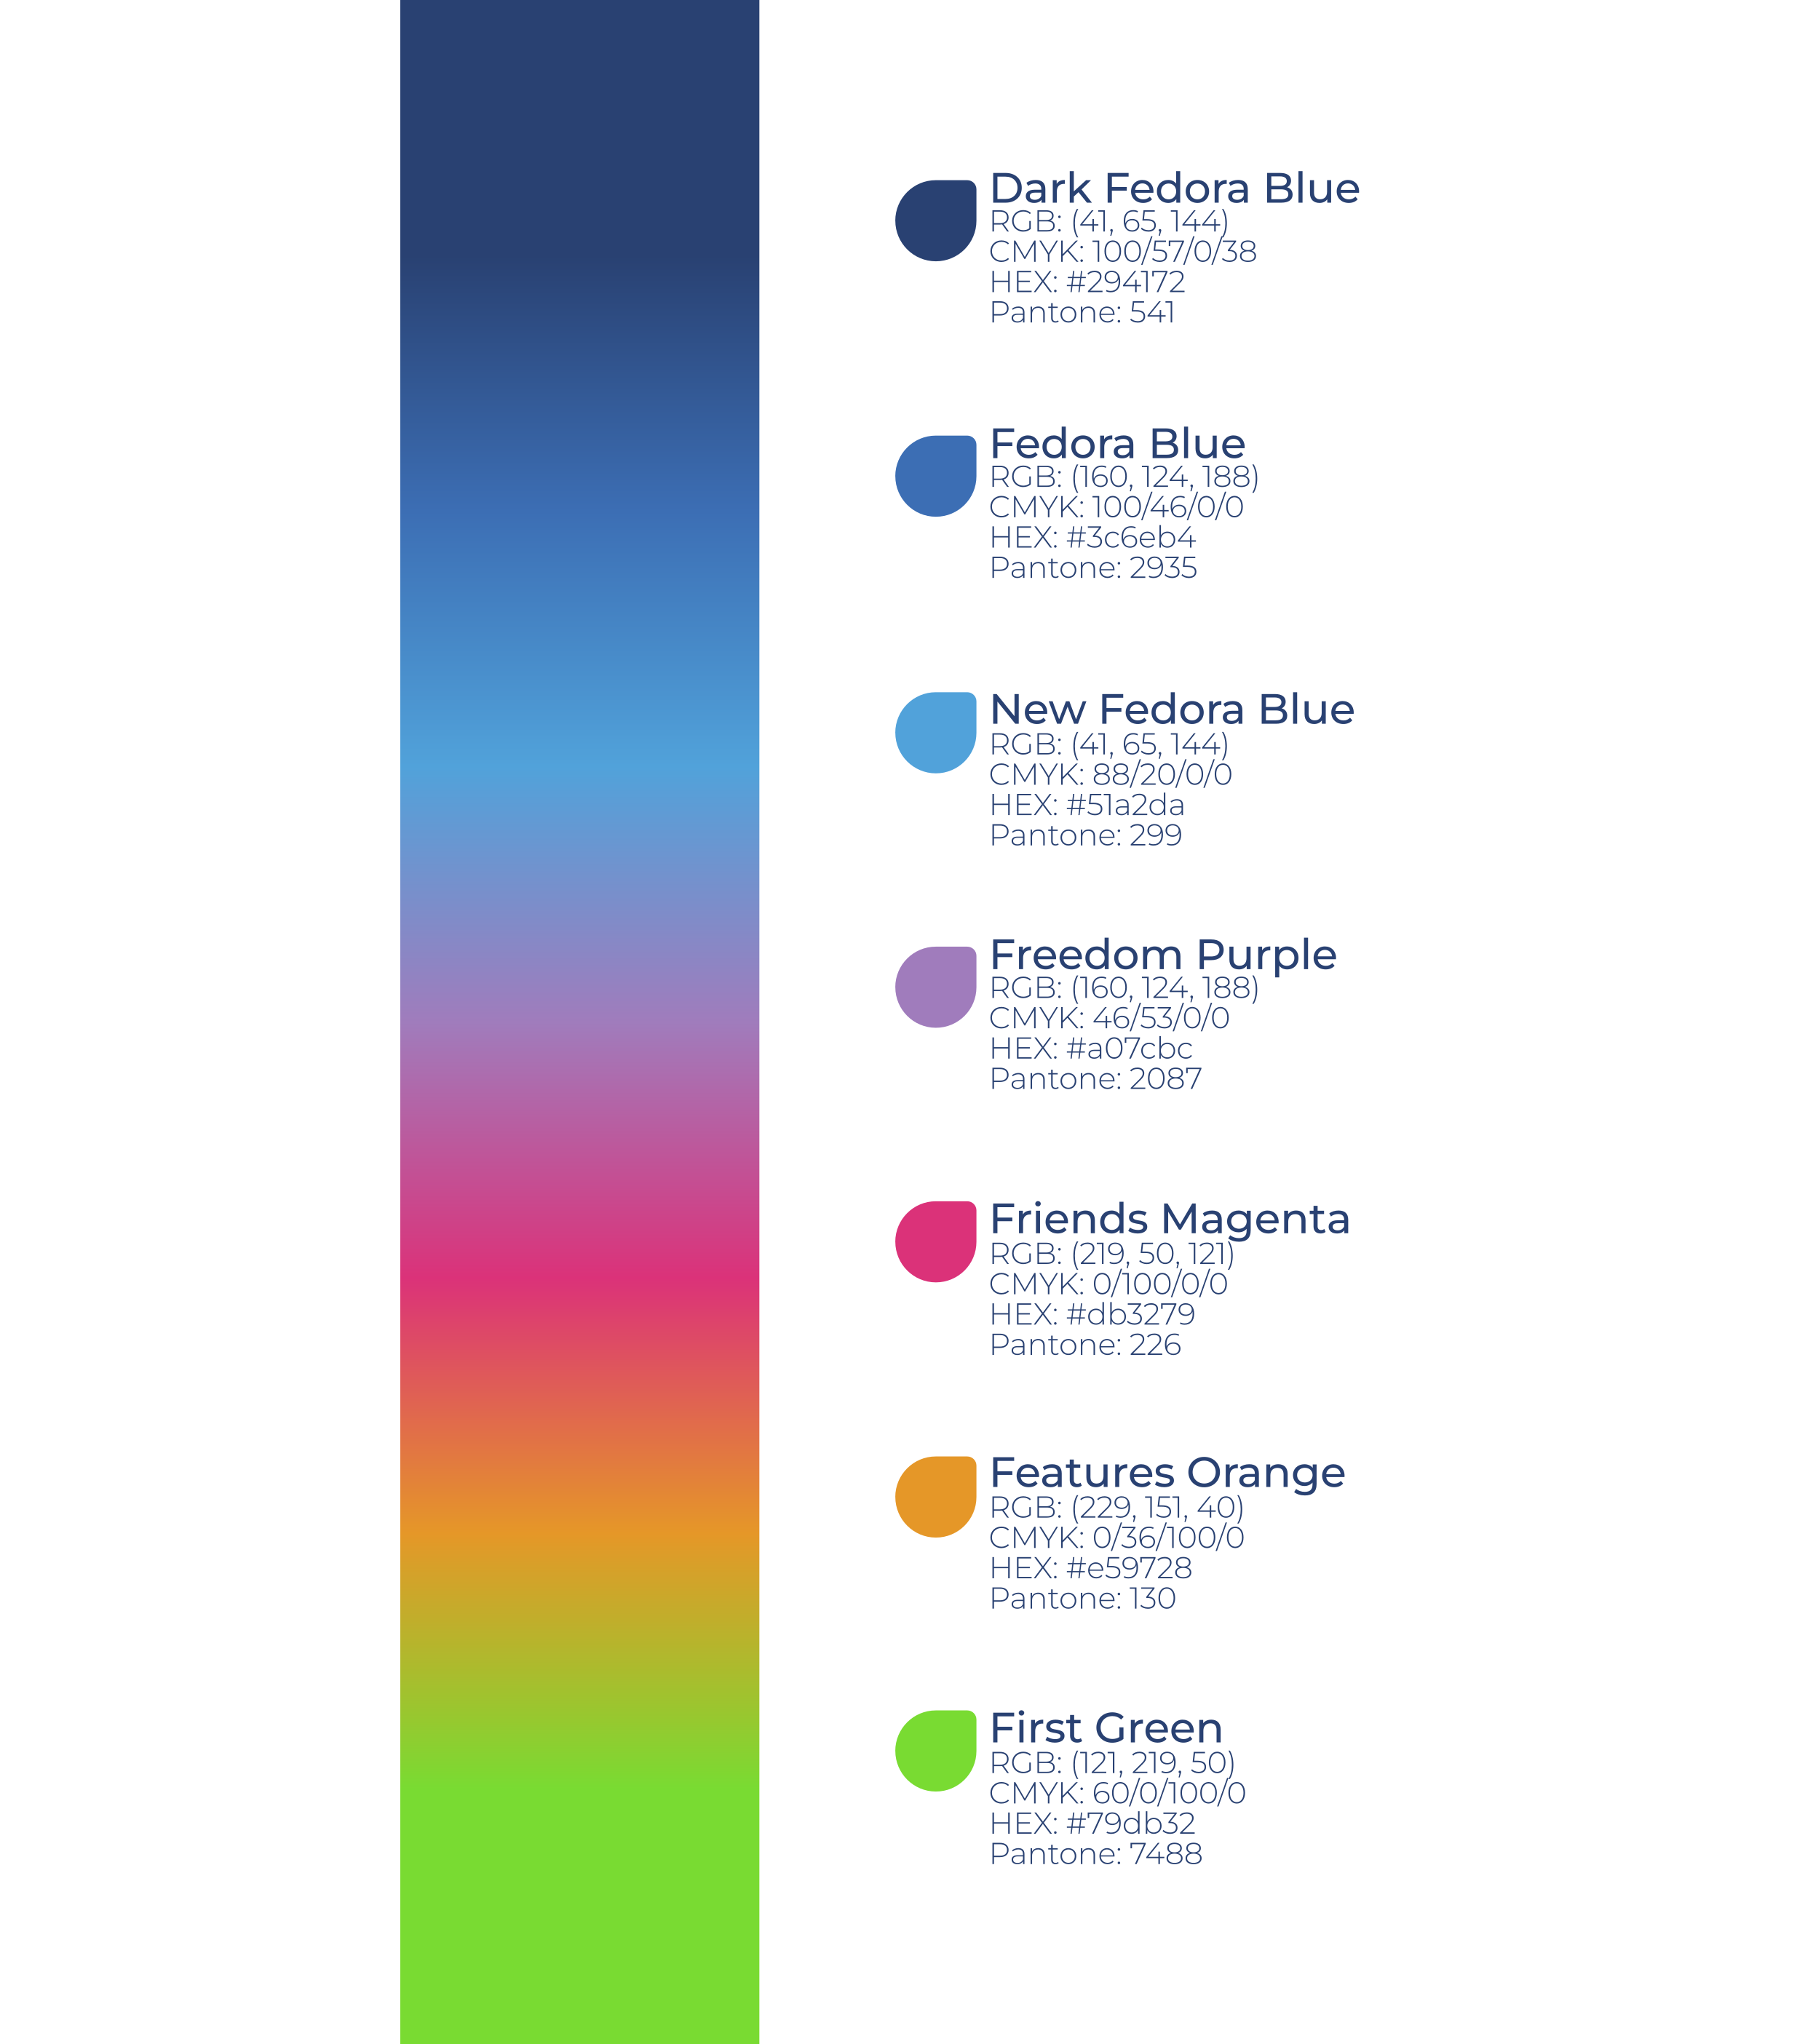 Dark Fedora Blue
RGB: (41, 65, 144)
CMYK: 100/57/0/38
HEX: #294172
Pantone: 541
Fedora Blue
RGB: (160, 124, 188)
CMYK: 100/46/0/0
HEX: #3c6eb4
Pantone: 2935
New Fedora Blue
RGB: (41, 65, 144)
CMYK: 88/20/0/0
HEX: #51a2da
Pantone: 299
Freedom Purple
RGB: (160, 124, 188)
CMYK: 46/53/0/0
HEX: #a07cbc
Pantone: 2087
Friends Magenta
RGB: (219, 50, 121)
CMYK: 0/100/0/0
HEX: #db3279
Pantone: 226
Features Orange
RGB: (229, 151, 40)
CMYK: 0/36/100/0
HEX: #e59728
Pantone: 130
First Green
RGB: (121, 219, 50)
CMYK: 60/0/100/0
HEX: #79db32
Pantone: 7488